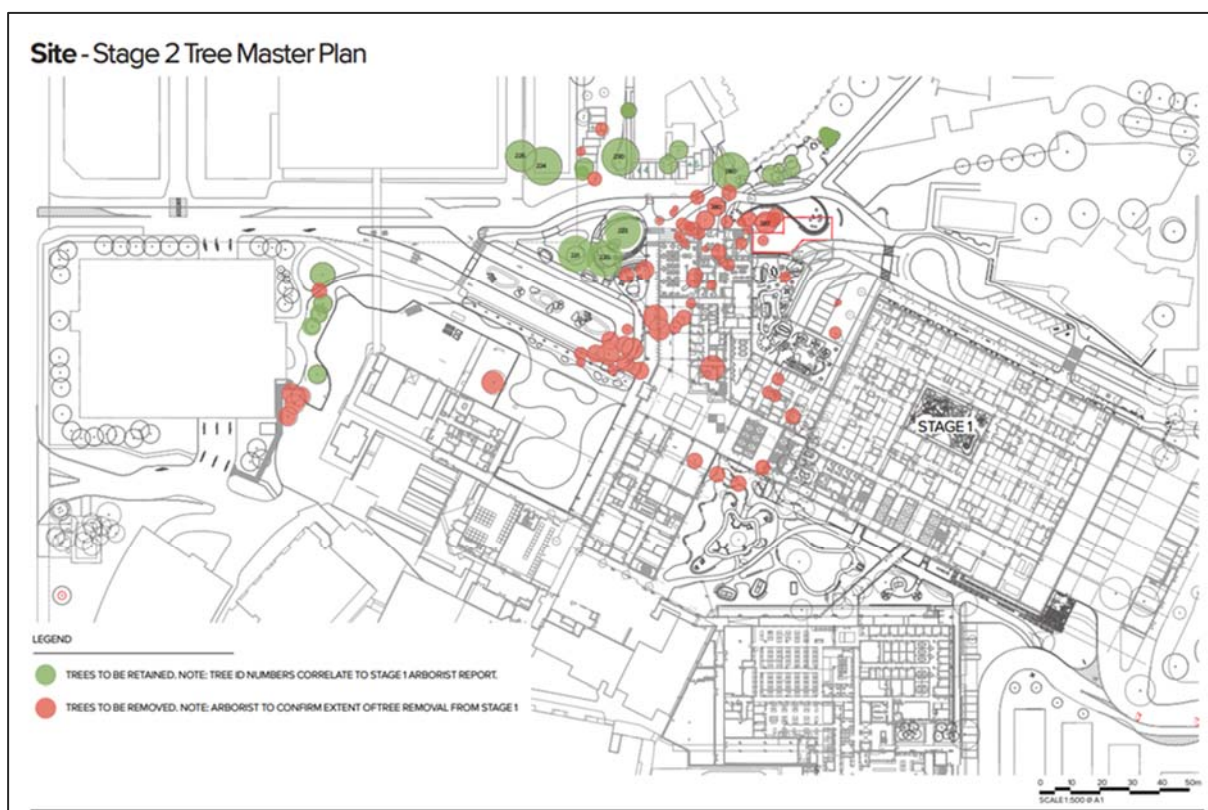 Site - Stage 2 Tree Master Plan
STAGE 1
LEGEND
TREES TO BE RETAINED. NOTE: TREE ID NUMBERS CORRELATE TO STAGE 1 ARBORIST REPORT.
TREES TO BE REMOVED. NOTE: ARBORIST TO CONFIRM EXTENT OF TREE REMOVAL FROM STAGE 1
0 10 20 30 40 50m
SCALE 1:500 @ A1